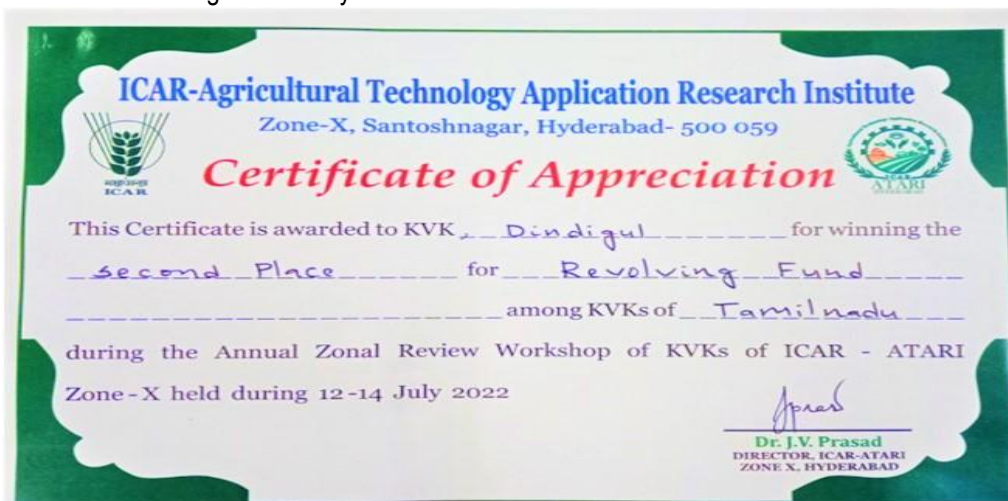 ICAR-Agricultural Technology Application Research Institute
Zone-X, Santoshnagar, Hyderabad- 500 059
Certificate of Appreciation
ICAR
ATARI
This Certificate is awarded to KVK, Dindigul for winning the
second Place for Revolving Fund
among KVKs of Tamilnadu
during the Annual Zonal Review Workshop of KVKs of ICAR - ATARI
Zone-X held during 12-14 July 2022
Dr. J.V. Prasad
DIRECTOR, ICAR-ATARI
ZONE X, HYDERABAD